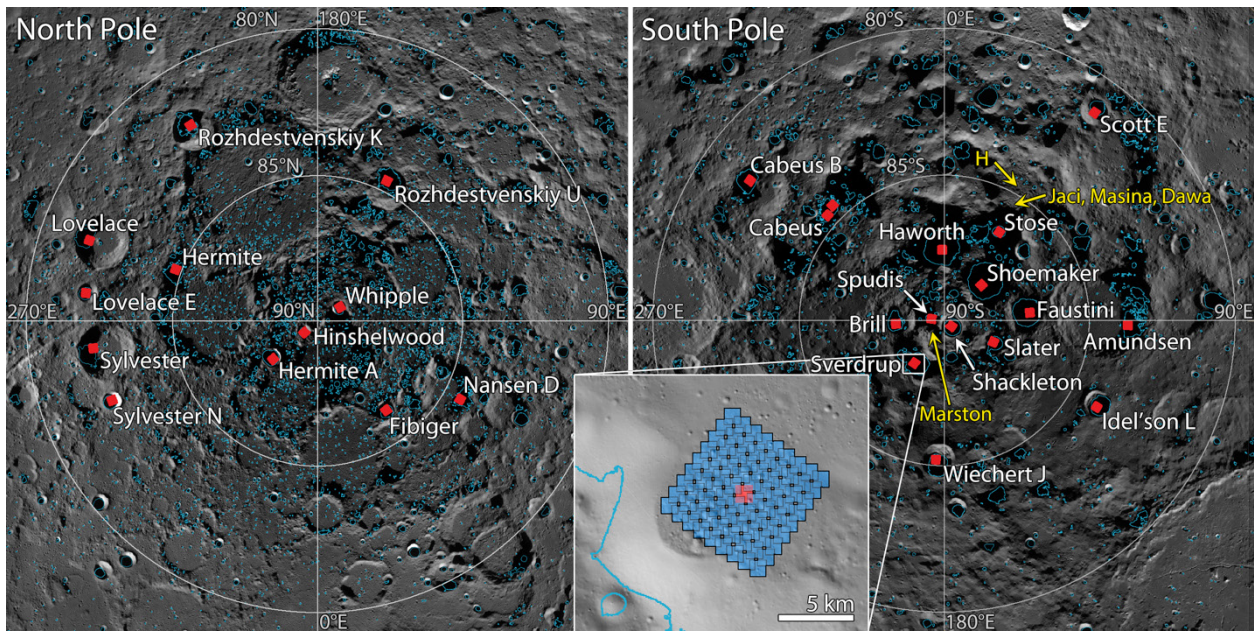 North Pole
80°N
180°E
Rozhdestvenskiy K
85°N
Rozhdestvenskiy U
Lovelace
Hermite
Lovelace E
Whipple
270°E
90°N
90°E
Hinshelwood
Sylvester
Hermite A
Nansen D
Sylvester N
Fibiger
0°E
South Pole
80°S
0°E
Scott E
Cabeus B
85°S
H
Jaci, Masina, Dawa
Cabeus
Stose
Haworth
Shoemaker
Spudis
270°E
90°S
90°E
Brill
Faustini
Amundsen
Slater
Sverdrup
Shackleton
Marston
Idel'son L
Wiechert J
5 km
180°E